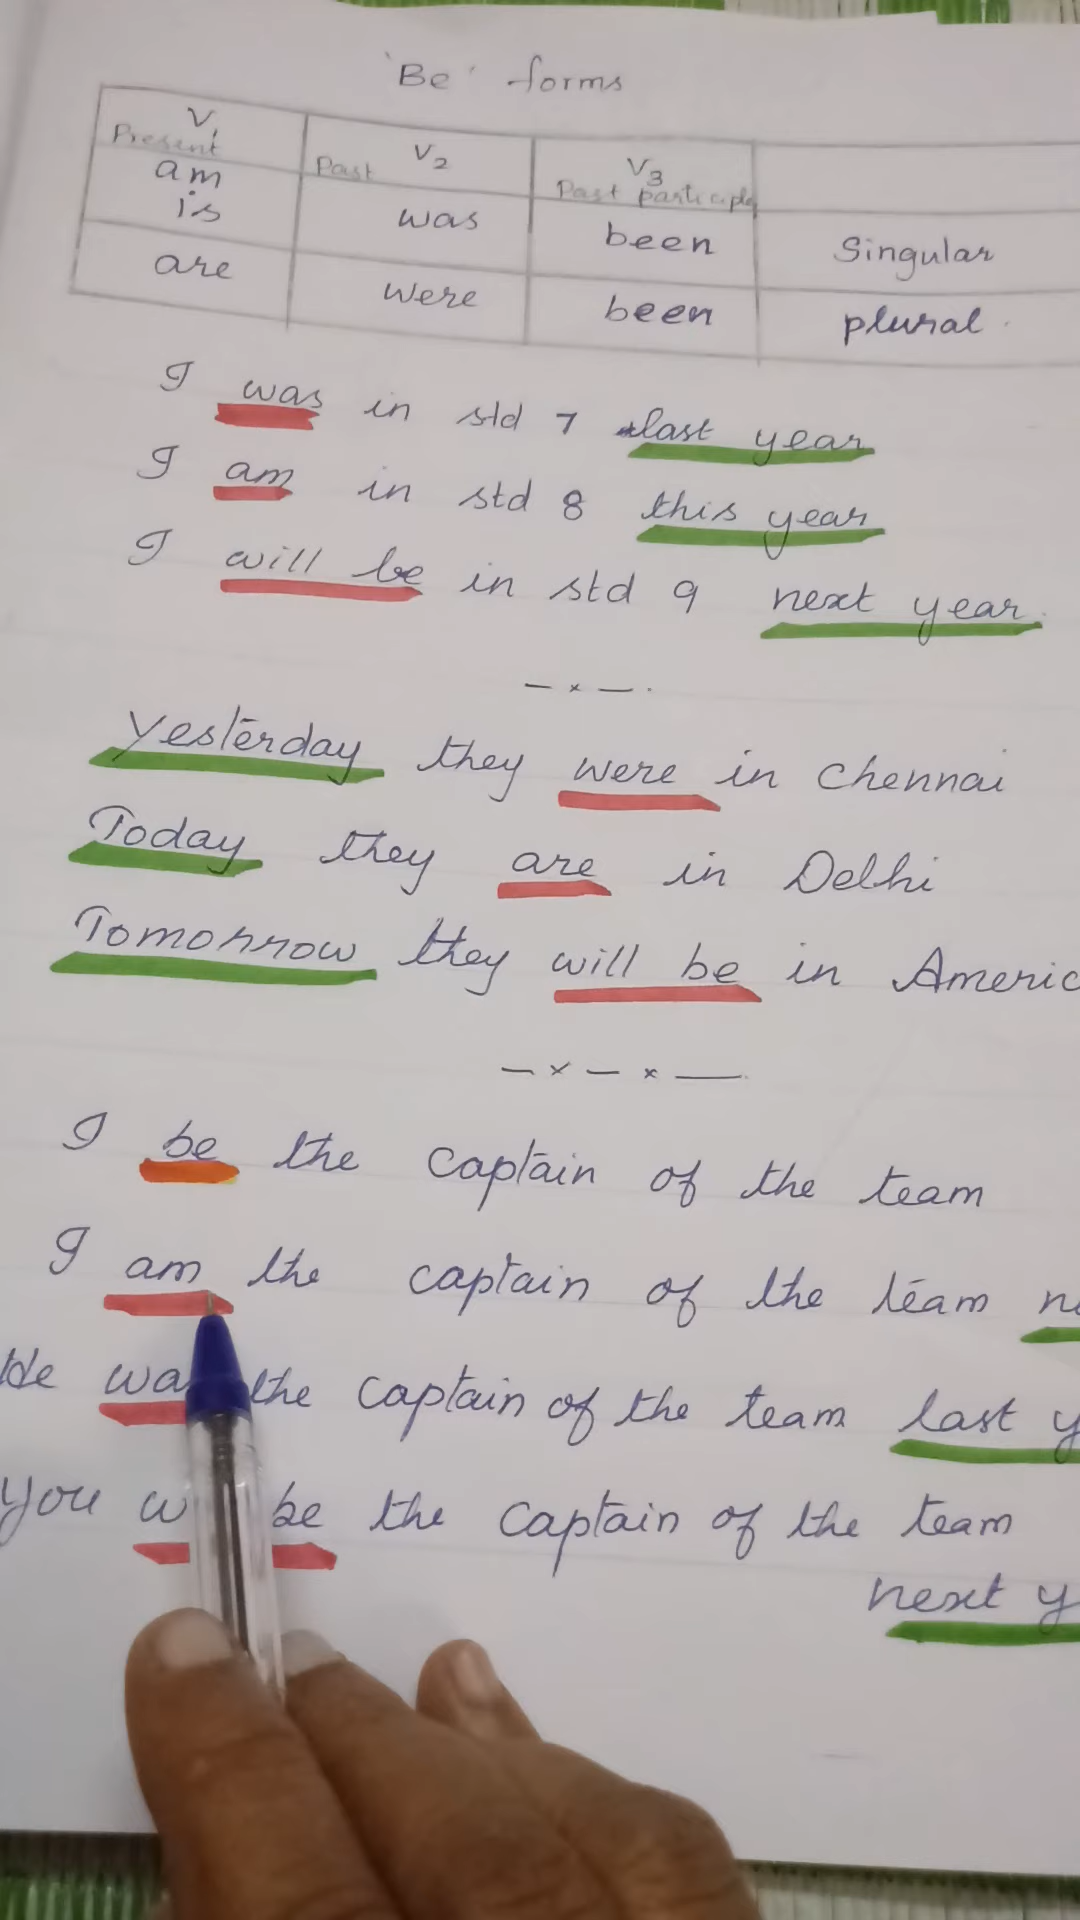 'Be' forms
V1 V2 V3
Present Past Past participle
am
is was been Singular
are were been plural.
I was in std 7 last year
I am in std 8 this year
I will be in std 9 next year.
Yesterday they were in Chennai
Today they are in Delhi
Tomorrow they will be in Americ
I be the captain of the team
I am the captain of the team
He wa the captain of the team last y
You w be the captain of the team
next y